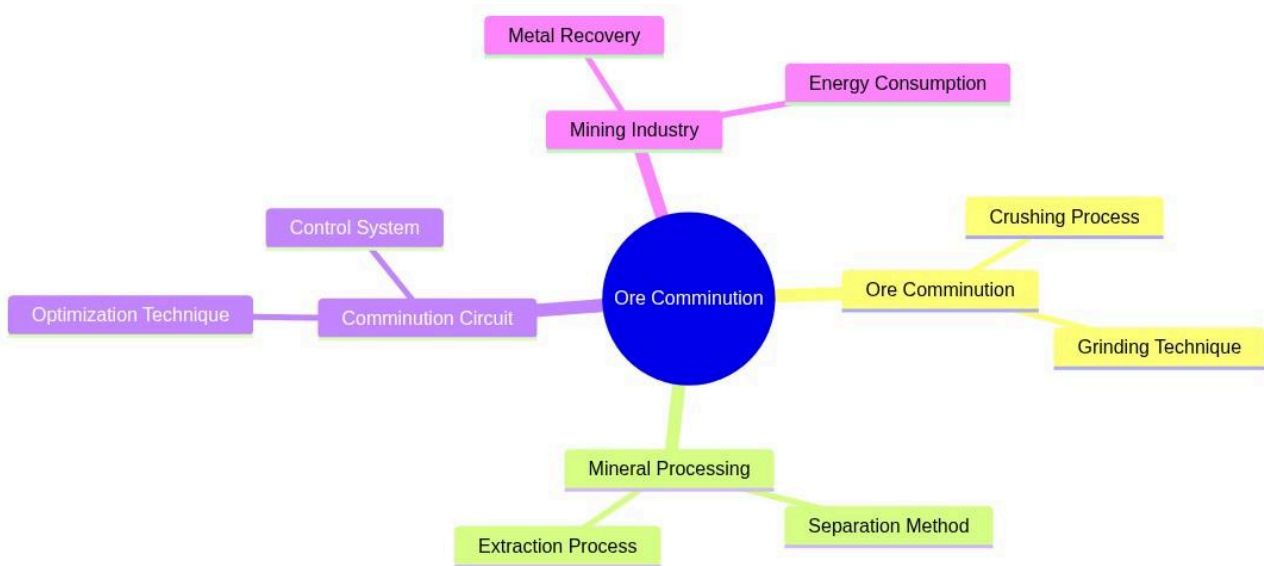 Metal Recovery
Energy Consumption
Mining Industry
Crushing Process
Control System
Ore Comminution
Ore Comminution
Optimization Technique
Comminution Circuit
Grinding Technique
Mineral Processing
Separation Method
Extraction Process